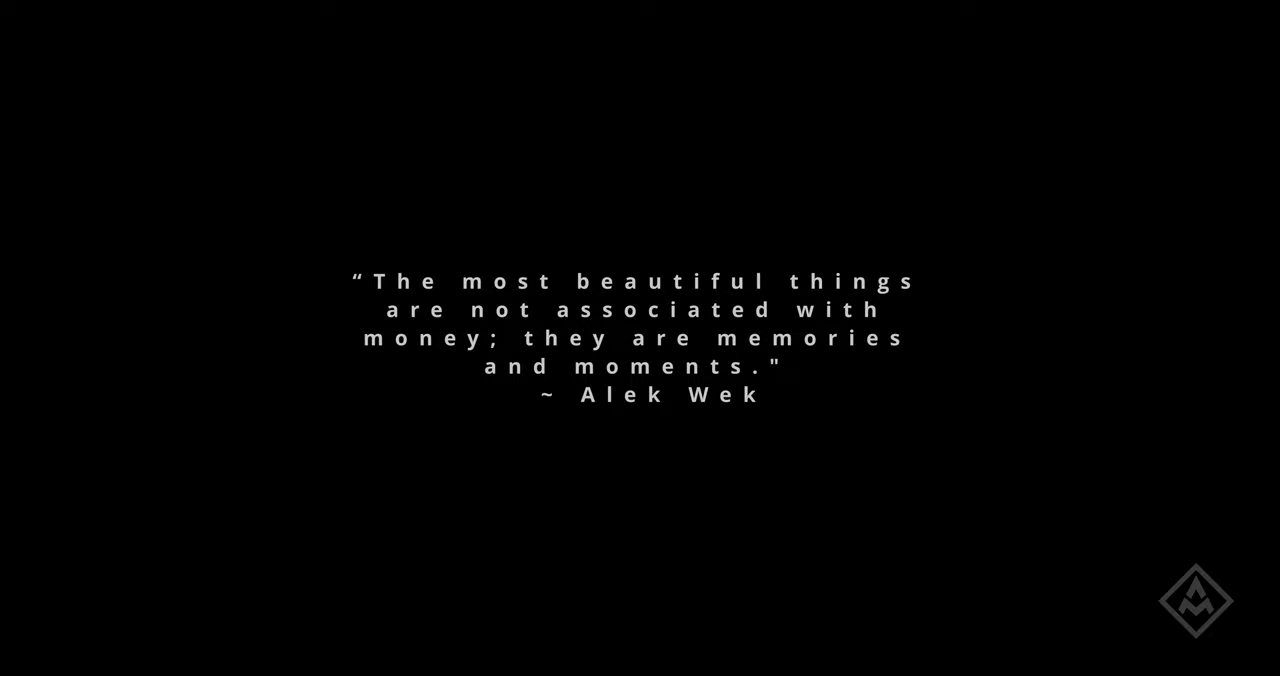 “The most beautiful things
are not associated with
money; they are memories
and moments."
~ Alek Wek